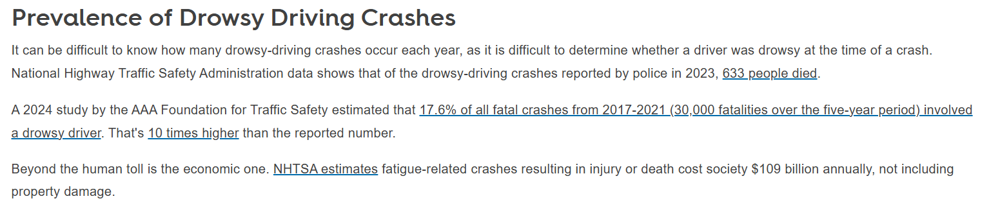 Prevalence of Drowsy Driving Crashes
It can be difficult to know how many drowsy-driving crashes occur each year, as it is difficult to determine whether a driver was drowsy at the time of a crash.
National Highway Traffic Safety Administration data shows that of the drowsy-driving crashes reported by police in 2023, 633 people died.
A 2024 study by the AAA Foundation for Traffic Safety estimated that 17.6% of all fatal crashes from 2017-2021 (30,000 fatalities over the five-year period) involved
a drowsy driver. That's 10 times higher than the reported number.
Beyond the human toll is the economic one. NHTSA estimates fatigue-related crashes resulting in injury or death cost society $109 billion annually, not including
property damage.